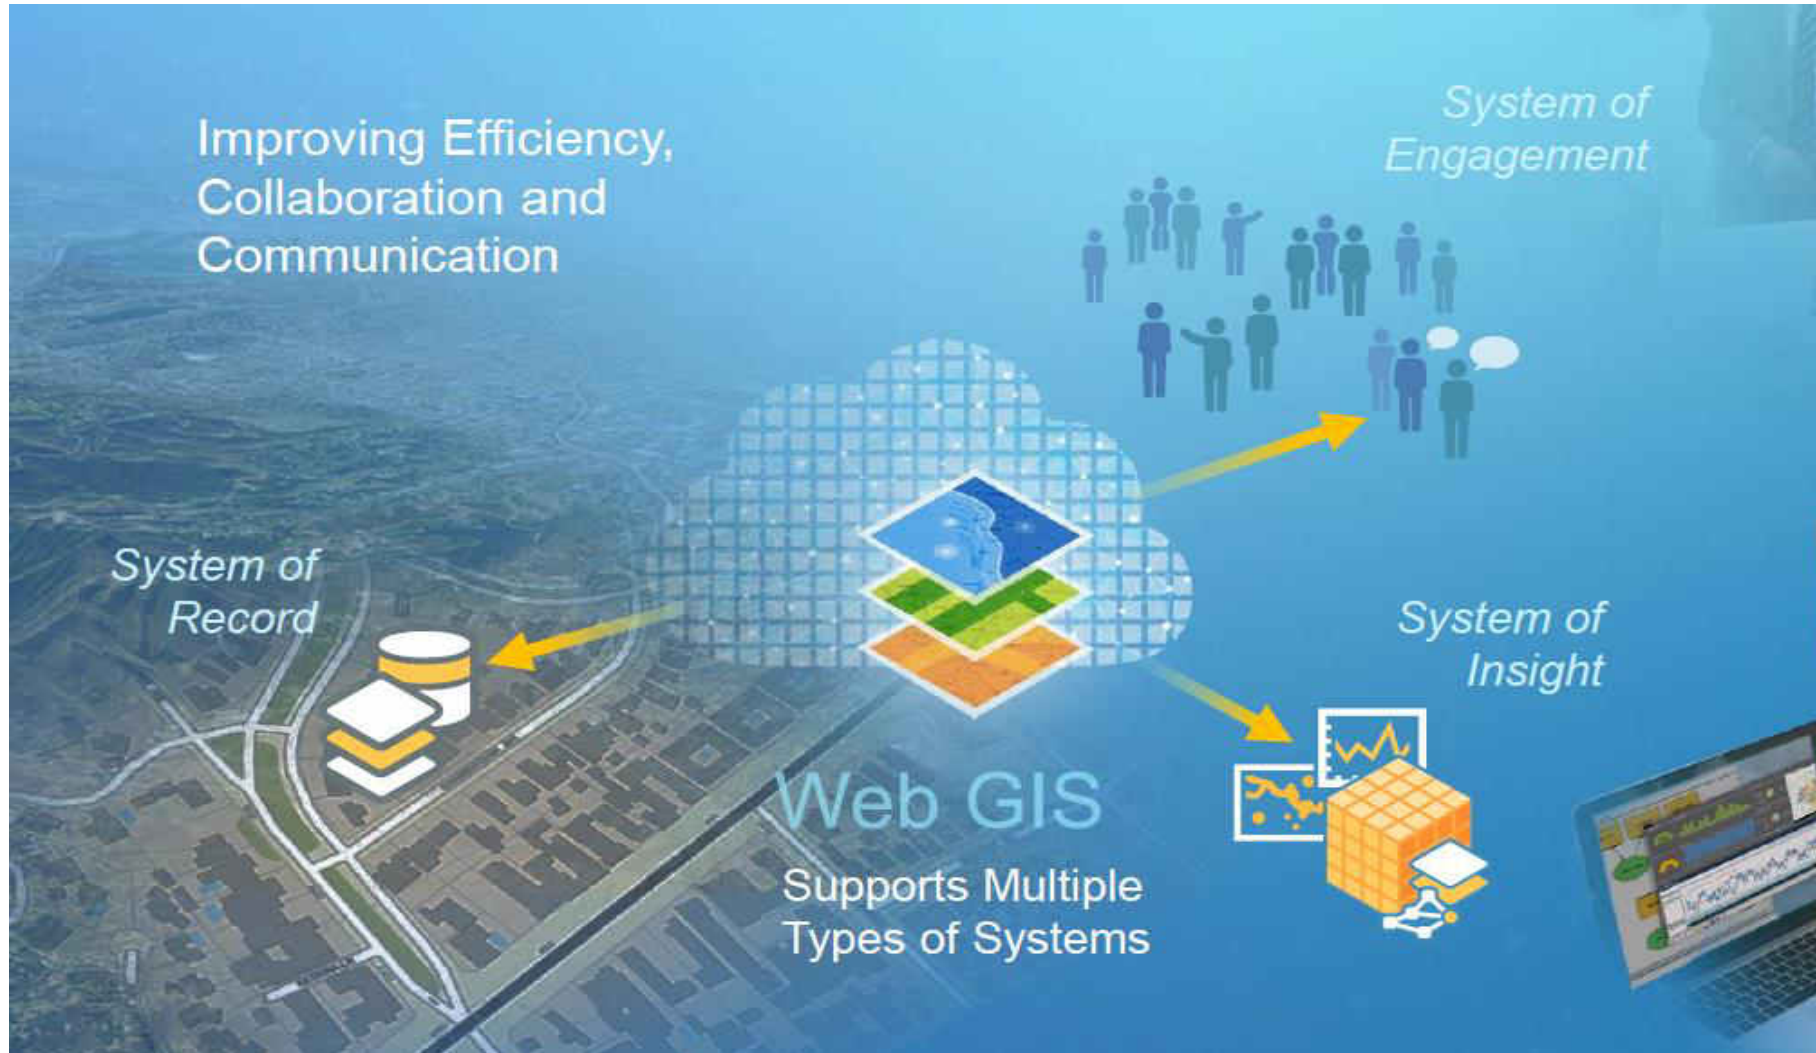 Improving Efficiency,
Collaboration and
Communication
System of
Engagement
System of
Record
System of
Insight
Web GIS
Supports Multiple
Types of Systems